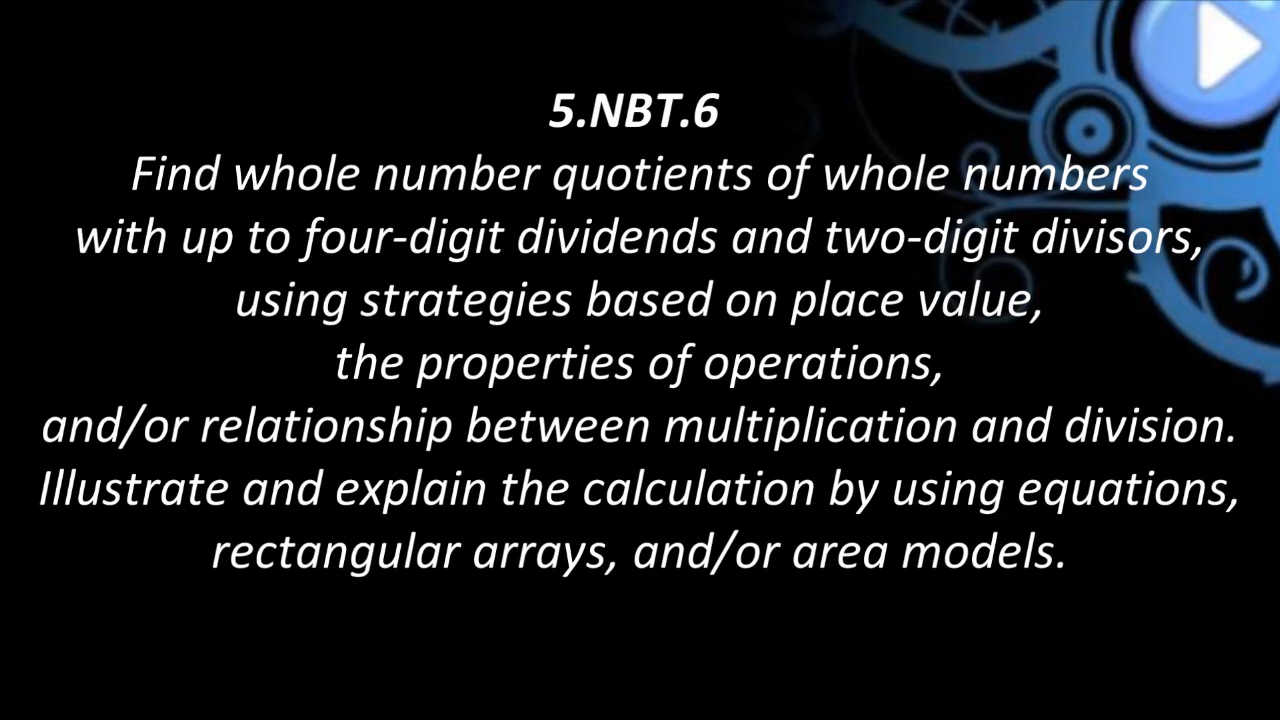 5.NBT.6
Find whole number quotients of whole numbers
with up to four-digit dividends and two-digit divisors,
using strategies based on place value,
the properties of operations,
and/or relationship between multiplication and division.
Illustrate and explain the calculation by using equations,
rectangular arrays, and/or area models.